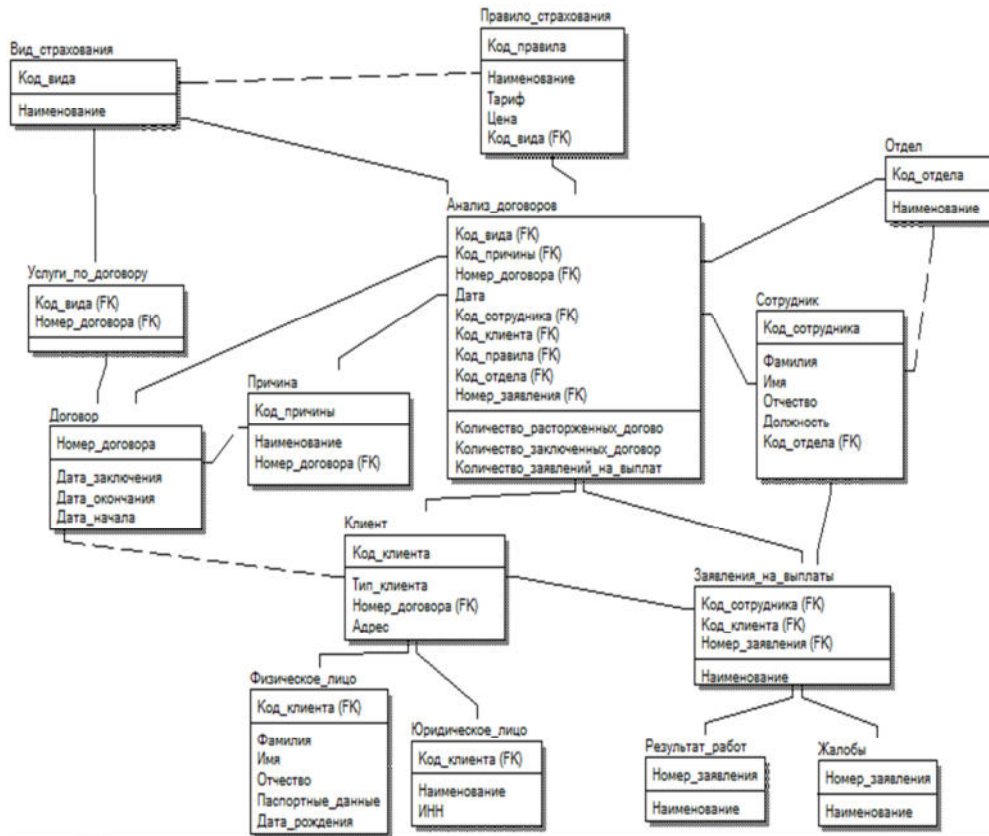 Правило_страхования
Код_правила
Наименование
Тариф
Цена
Код_вида (FK)
Вид_страхования
Код_вида
Наименование
Отдел
Код_отдела
Наименование
Анализ_договоров
Код_вида (FK)
Код_причины (FK)
Номер_договора (FK)
Дата
Код_сотрудника (FK)
Код_клиента (FK)
Код_правила (FK)
Код_отдела (FK)
Номер_заявления (FK)
Количество_расторженных_догово
Количество_заключенных_договор
Количество_заявлений_на_выплат
Услуги_по_договору
Код_вида (FK)
Номер_договора (FK)
Сотрудник
Код_сотрудника
Фамилия
Имя
Отчество
Должность
Код_отдела (FK)
Причина
Код_причины
Наименование
Номер_договора (FK)
Договор
Номер_договора
Дата_заключения
Дата_окончания
Дата_начала
Клиент
Код_клиента
Тип_клиента
Номер_договора (FK)
Адрес
Заявления_на_выплаты
Код_сотрудника (FK)
Код_клиента (FK)
Номер_заявления (FK)
Наименование
Физическое_лицо
Код_клиента (FK)
Фамилия
Имя
Отчество
Паспортные_данные
Дата_рождения
Юридическое_лицо
Код_клиента (FK)
Наименование
ИНН
Результат_работ
Номер_заявления
Наименование
Жалобы
Номер_заявления
Наименование